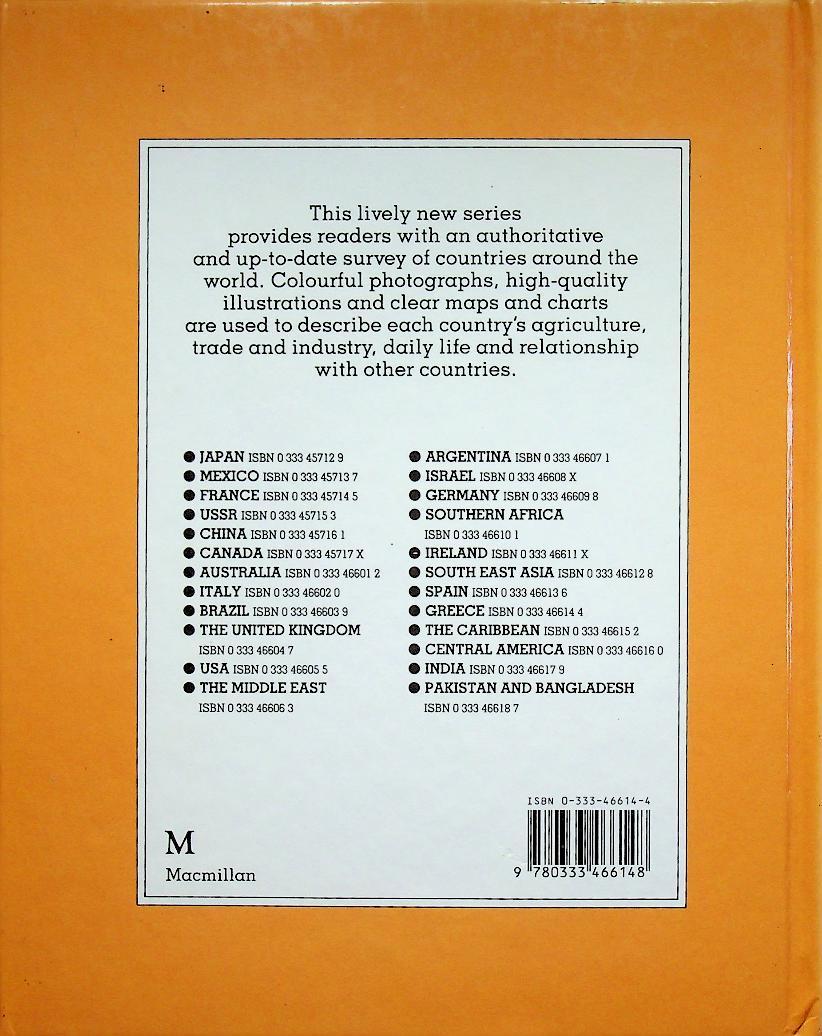 This lively new series
provides readers with an authoritative
and up-to-date survey of countries around the
world. Colourful photographs, high-quality
illustrations and clear maps and charts
are used to describe each country's agriculture,
trade and industry, daily life and relationship
with other countries.
● JAPAN ISBN 0 333 45712 9
● MEXICO ISBN 0 333 45713 7
● FRANCE ISBN 0 333 45714 5
● USSR ISBN 0 333 45715 3
● CHINA ISBN 0 333 45716 1
● CANADA ISBN 0 333 45717 X
● AUSTRALIA ISBN 0 333 46601 2
● ITALY ISBN 0 333 46602 0
● BRAZIL ISBN 0 333 46603 9
● THE UNITED KINGDOM
ISBN 0 333 46604 7
● USA ISBN 0 333 46605 5
● THE MIDDLE EAST
ISBN 0 333 46606 3
● ARGENTINA ISBN 0 333 46607 1
● ISRAEL ISBN 0 333 46608 X
● GERMANY ISBN 0 333 46609 8
● SOUTHERN AFRICA
ISBN 0 333 46610 1
● IRELAND ISBN 0 333 46611 X
● SOUTH EAST ASIA ISBN 0 333 46612 8
● SPAIN ISBN 0 333 46613 6
● GREECE ISBN 0 333 46614 4
● THE CARIBBEAN ISBN 0 333 46615 2
● CENTRAL AMERICA ISBN 0 333 46616 0
● INDIA ISBN 0 333 46617 9
● PAKISTAN AND BANGLADESH
ISBN 0 333 46618 7
M
Macmillan
ISBN 0-333-46614-4
9 780333 466148